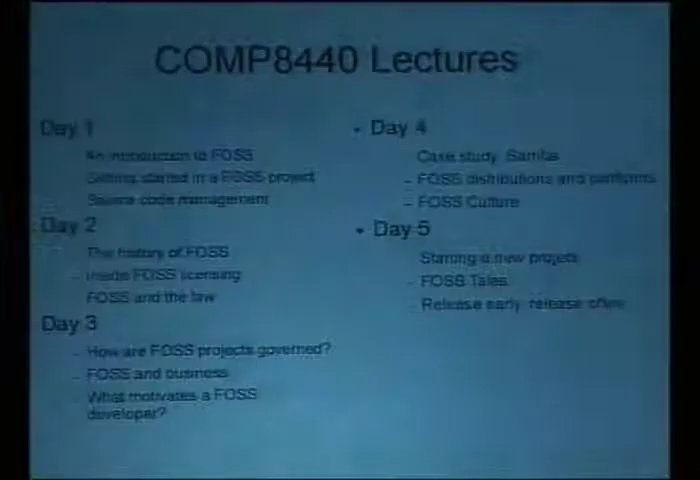 COMP8440 Lectures
Day 1
An introduction to FOSS
Getting started in a FOSS project
Source code management
Day 2
The history of FOSS
- Inside FOSS licensing
FOSS and the law
Day 3
- How are FOSS projects governed?
- FOSS and business
- What motivates a FOSS
developer?
• Day 4
Case study: Samba
- FOSS distributions and platforms
- FOSS Culture
• Day 5
Starting a new project
- FOSS Tales
- Release early, release often